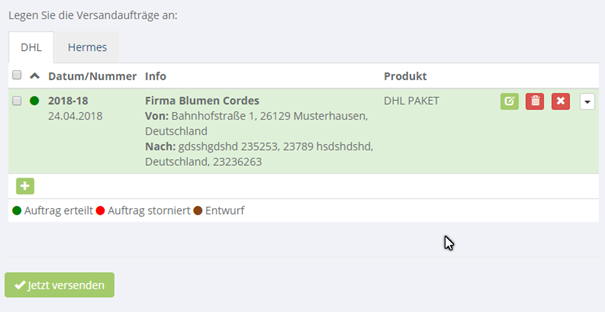 Legen Sie die Versandaufträge an:
DHL Hermes
Datum/Nummer Info Produkt
2018-18 Firma Blumen Cordes DHL PAKET
24.04.2018 Von: Bahnhofstraße 1, 26129 Musterhausen,
Deutschland
Nach: gdsshgdshd 235253, 23789 hsdshdshd,
Deutschland, 23236263
Auftrag erteilt Auftrag storniert Entwurf
Jetzt versenden